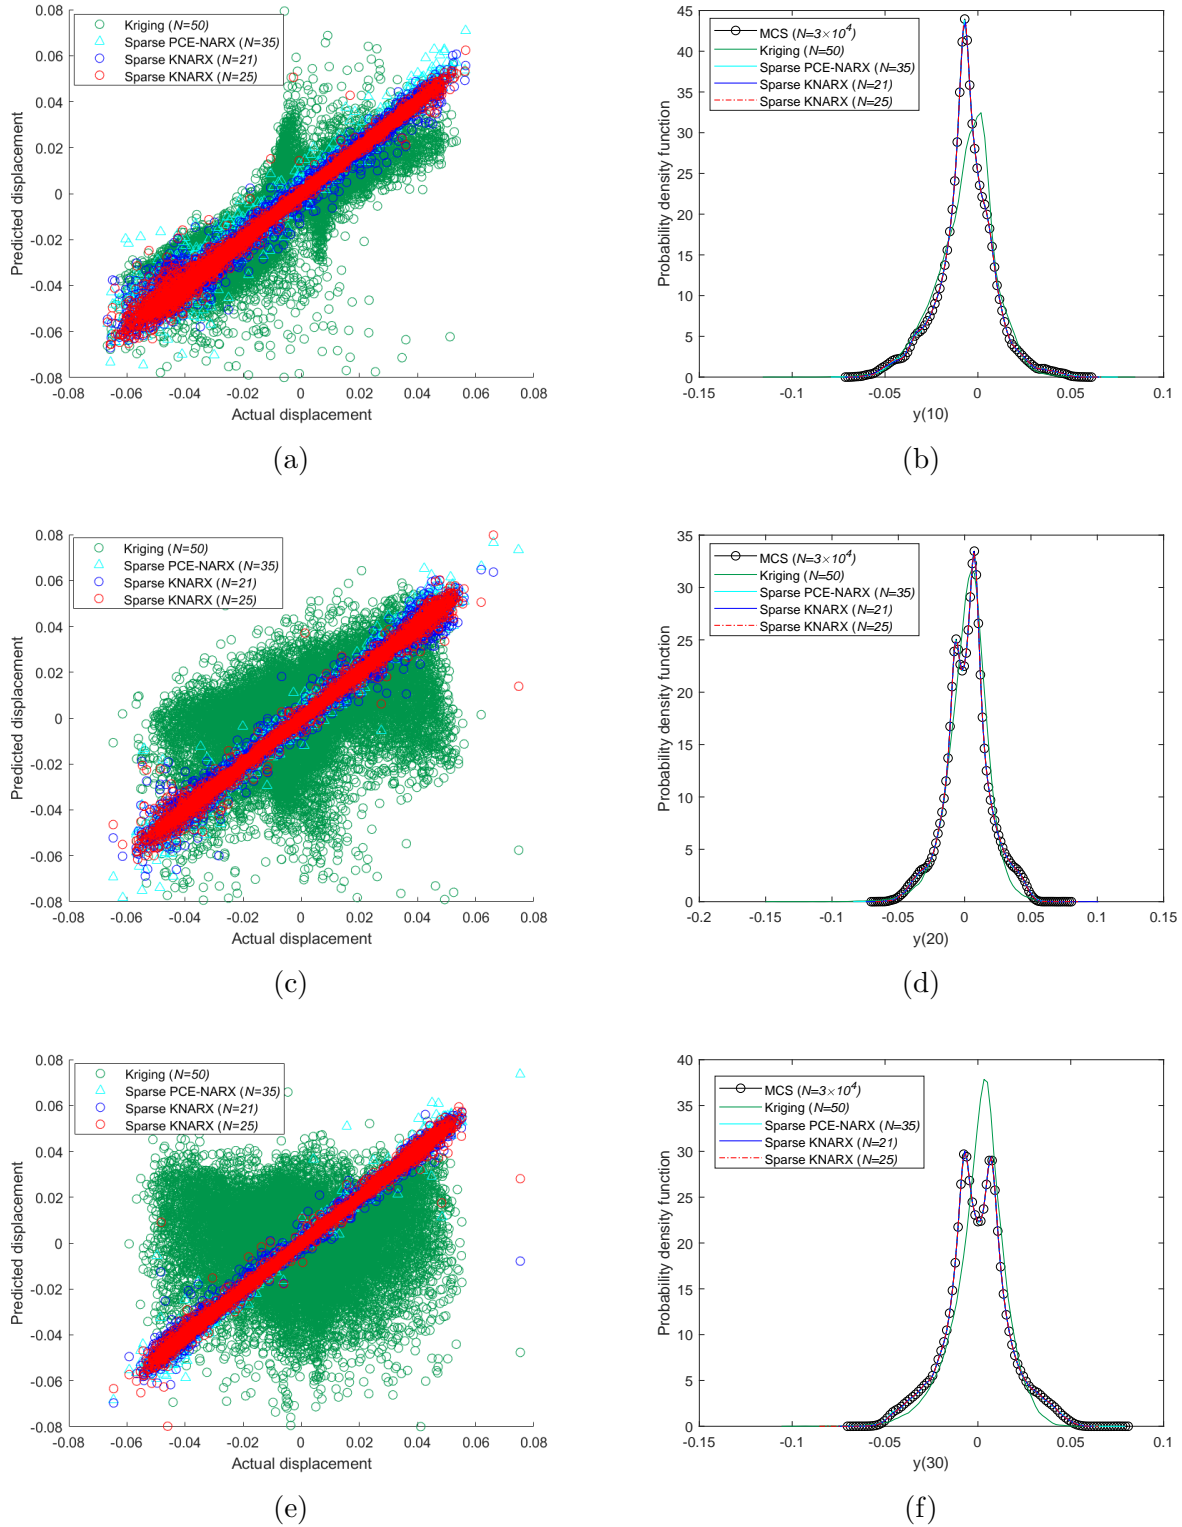 Kriging (N=50)
Sparse PCE-NARX (N=35)
Sparse KNARX (N=21)
Sparse KNARX (N=25)
0.08
0.06
0.04
0.02
0
-0.02
-0.04
-0.06
-0.08
-0.08 -0.06 -0.04 -0.02 0 0.02 0.04 0.06 0.08
Predicted displacement
Actual displacement
(a)
MCS (N=3×10⁴)
Kriging (N=50)
Sparse PCE-NARX (N=35)
Sparse KNARX (N=21)
Sparse KNARX (N=25)
45
40
35
30
25
20
15
10
5
0
-0.15 -0.1 -0.05 0 0.05 0.1
Probability density function
y(10)
(b)
Kriging (N=50)
Sparse PCE-NARX (N=35)
Sparse KNARX (N=21)
Sparse KNARX (N=25)
0.08
0.06
0.04
0.02
0
-0.02
-0.04
-0.06
-0.08
-0.08 -0.06 -0.04 -0.02 0 0.02 0.04 0.06 0.08
Predicted displacement
Actual displacement
(c)
MCS (N=3×10⁴)
Kriging (N=50)
Sparse PCE-NARX (N=35)
Sparse KNARX (N=21)
Sparse KNARX (N=25)
35
30
25
20
15
10
5
0
-0.2 -0.15 -0.1 -0.05 0 0.05 0.1 0.15
Probability density function
y(20)
(d)
Kriging (N=50)
Sparse PCE-NARX (N=35)
Sparse KNARX (N=21)
Sparse KNARX (N=25)
0.08
0.06
0.04
0.02
0
-0.02
-0.04
-0.06
-0.08
-0.08 -0.06 -0.04 -0.02 0 0.02 0.04 0.06 0.08
Predicted displacement
Actual displacement
(e)
MCS (N=3×10⁴)
Kriging (N=50)
Sparse PCE-NARX (N=35)
Sparse KNARX (N=21)
Sparse KNARX (N=25)
40
35
30
25
20
15
10
5
0
-0.15 -0.1 -0.05 0 0.05 0.1
Probability density function
y(30)
(f)